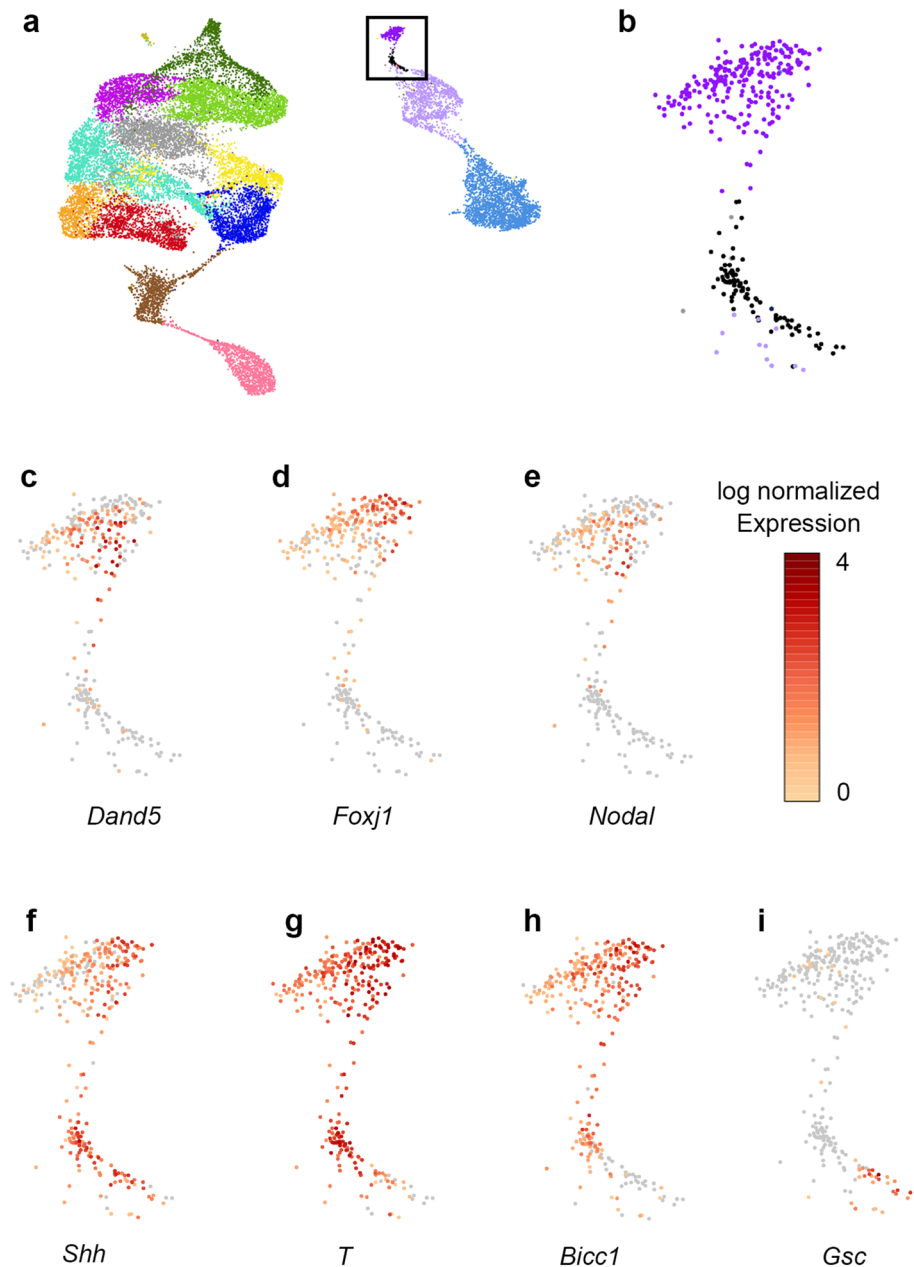 a
b
c
d
e
log normalized
Expression
4
0
Dand5
Foxj1
Nodal
f
g
h
i
Shh
T
Bicc1
Gsc